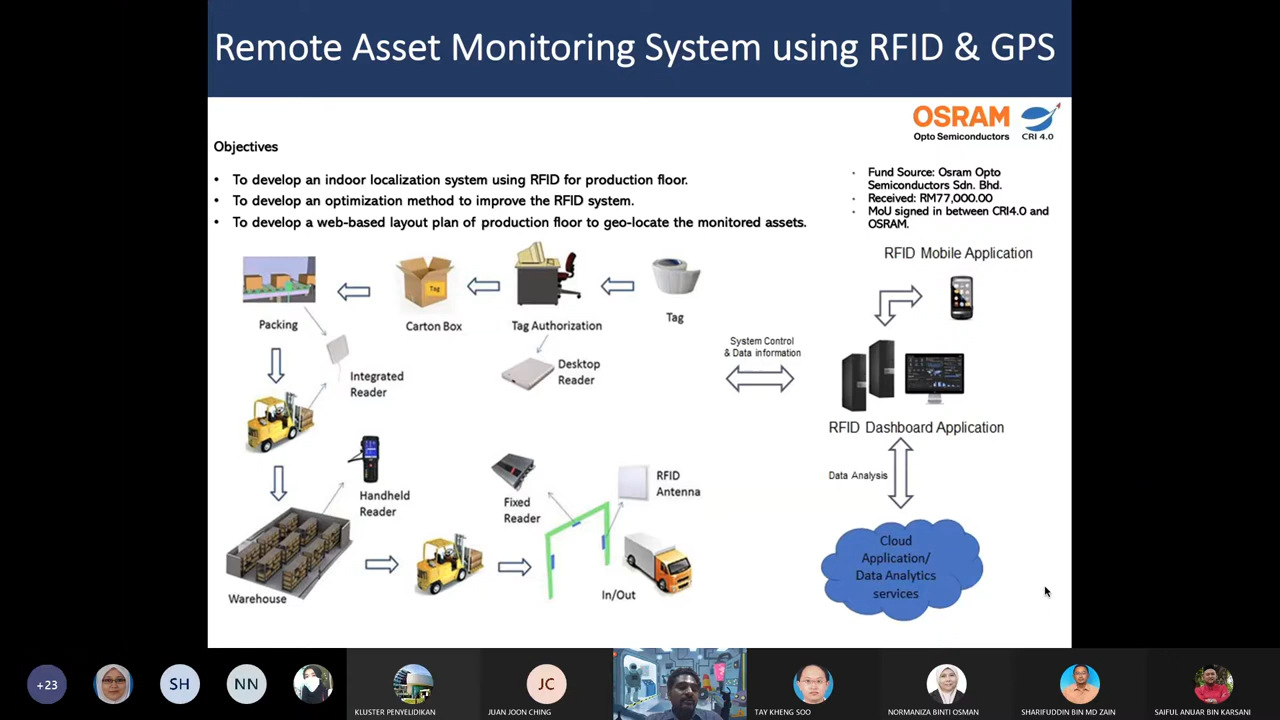 Remote Asset Monitoring System using RFID & GPS
OSRAM
Opto Semiconductors
CRI 4.0
Objectives
• To develop an indoor localization system using RFID for production floor.
• To develop an optimization method to improve the RFID system.
• To develop a web-based layout plan of production floor to geo-locate the monitored assets.
• Fund Source: Osram Opto
Semiconductors Sdn. Bhd.
• Received: RM77,000.00
• MoU signed in between CRI4.0 and
OSRAM.
RFID Mobile Application
Packing
Tag
Carton Box
Tag Authorization
Tag
Integrated
Reader
Desktop
Reader
System Control
& Data information
RFID Dashboard Application
Handheld
Reader
Fixed
Reader
RFID
Antenna
Data Analysis
Warehouse
In/Out
Cloud
Application/
Data Analytics
services
+23
SH
NN
JC
KLUSTER PENYELIDIKAN
JUAN JOON CHING
TAY KHENG SOO
NORMANIZA BINTI OSMAN
SHARIFUDDIN BIN MD ZAIN
SAIFUL ANUAR BIN KARSANI